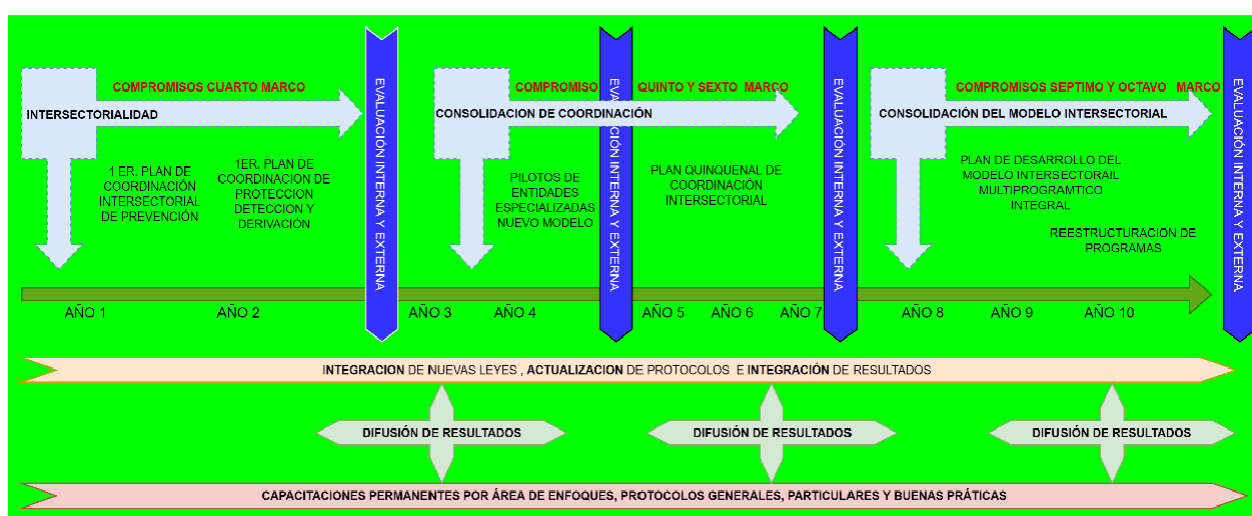 COMPROMISOS CUARTO MARCO
INTERSECTORIALIDAD
1 ER. PLAN DE
COORDINACIÓN
INTERSECTORIAL
DE PREVENCIÓN
1ER. PLAN DE
COORDINACION DE
PROTECCION
DETECCION Y
DERIVACIÓN
EVALUACIÓN INTERNA Y EXTERNA
COMPROMISO QUINTO Y SEXTO MARCO
CONSOLIDACION DE COORDINACIÓN
PILOTOS DE
ENTIDADES
ESPECIALIZADAS
NUEVO MODELO
EVALUACIÓN INTERNA Y EXTERNA
PLAN QUINQUENAL DE
COORDINACIÓN
INTERSECTORIAL
EVALUACIÓN INTERNA Y EXTERNA
COMPROMISOS SEPTIMO Y OCTAVO MARCO
CONSOLIDACIÓN DEL MODELO INTERSECTORIAL
PLAN DE DESARROLLO DEL
MODELO INTERSECTORAIL
MULTIPROGRAMTICO
INTEGRAL
REESTRUCTURACION DE
PROGRAMAS
EVALUACIÓN INTERNA Y EXTERNA
AÑO 1 AÑO 2 AÑO 3 AÑO 4 AÑO 5 AÑO 6 AÑO 7 AÑO 8 AÑO 9 AÑO 10
INTEGRACION DE NUEVAS LEYES , ACTUALIZACION DE PROTOCOLOS E INTEGRACIÓN DE RESULTADOS
DIFUSIÓN DE RESULTADOS
DIFUSIÓN DE RESULTADOS
DIFUSIÓN DE RESULTADOS
CAPACITACIONES PERMANENTES POR ÁREA DE ENFOQUES, PROTOCOLOS GENERALES, PARTICULARES Y BUENAS PRÁTICAS